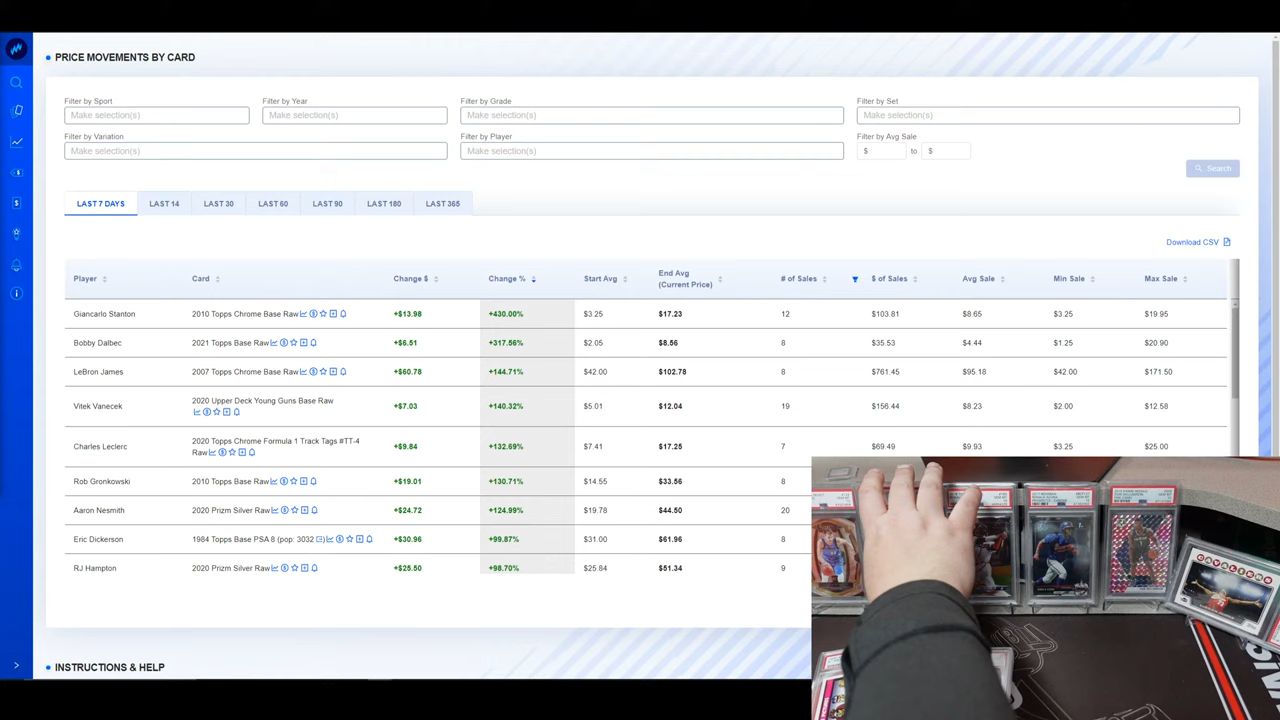 PRICE MOVEMENTS BY CARD
Filter by Sport Filter by Year Filter by Grade Filter by Set
Make selection(s) Make selection(s) Make selection(s) Make selection(s)
Filter by Variation Filter by Player Filter by Avg Sale
Make selection(s) Make selection(s) $ to $
Search
LAST 7 DAYS LAST 14 LAST 30 LAST 60 LAST 90 LAST 180 LAST 365
Download CSV
Player Card Change $ Change % Start Avg End Avg (Current Price) # of Sales $ of Sales Avg Sale Min Sale Max Sale
Giancarlo Stanton 2010 Topps Chrome Base Raw +$13.98 +430.00% $3.25 $17.23 12 $103.81 $8.65 $3.25 $19.95
Bobby Dalbec 2021 Topps Base Raw +$6.51 +317.56% $2.05 $8.56 8 $35.53 $4.44 $1.25 $20.90
LeBron James 2007 Topps Chrome Base Raw +$60.78 +144.71% $42.00 $102.78 8 $761.45 $95.18 $42.00 $171.50
Vitek Vanecek 2020 Upper Deck Young Guns Base Raw +$7.03 +140.32% $5.01 $12.04 19 $156.44 $8.23 $2.00 $12.58
Charles Leclerc 2020 Topps Chrome Formula 1 Track Tags #TT-4 Raw +$9.84 +132.69% $7.41 $17.25 7 $69.49 $9.93 $3.25 $25.00
Rob Gronkowski 2010 Topps Base Raw +$19.01 +130.71% $14.55 $33.56 8
Aaron Nesmith 2020 Prizm Silver Raw +$24.72 +124.99% $19.78 $44.50 20
Eric Dickerson 1984 Topps Base PSA 8 (pop: 3032) +$30.96 +99.87% $31.00 $61.96 8
RJ Hampton 2020 Prizm Silver Raw +$25.50 +98.70% $25.84 $51.34 9
INSTRUCTIONS & HELP
CAVALIERS